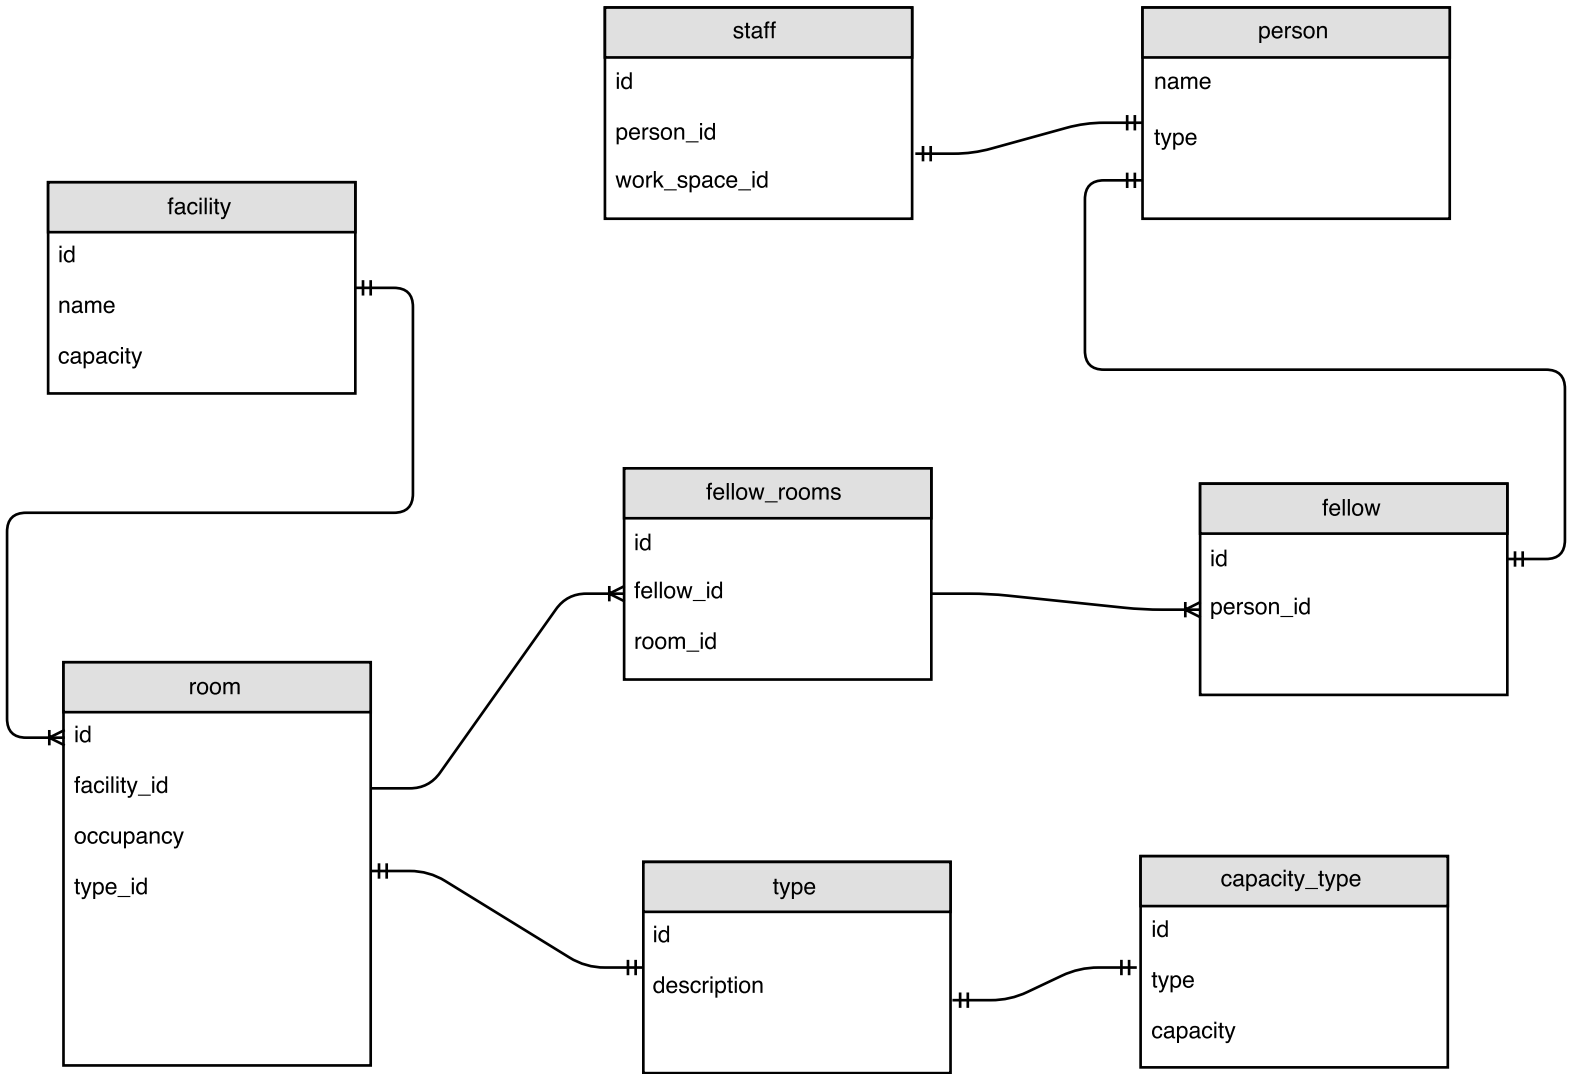 staff
id
person_id
work_space_id
person
name
type
facility
id
name
capacity
fellow_rooms
id
fellow_id
room_id
fellow
id
person_id
room
id
facility_id
occupancy
type_id
type
id
description
capacity_type
id
type
capacity